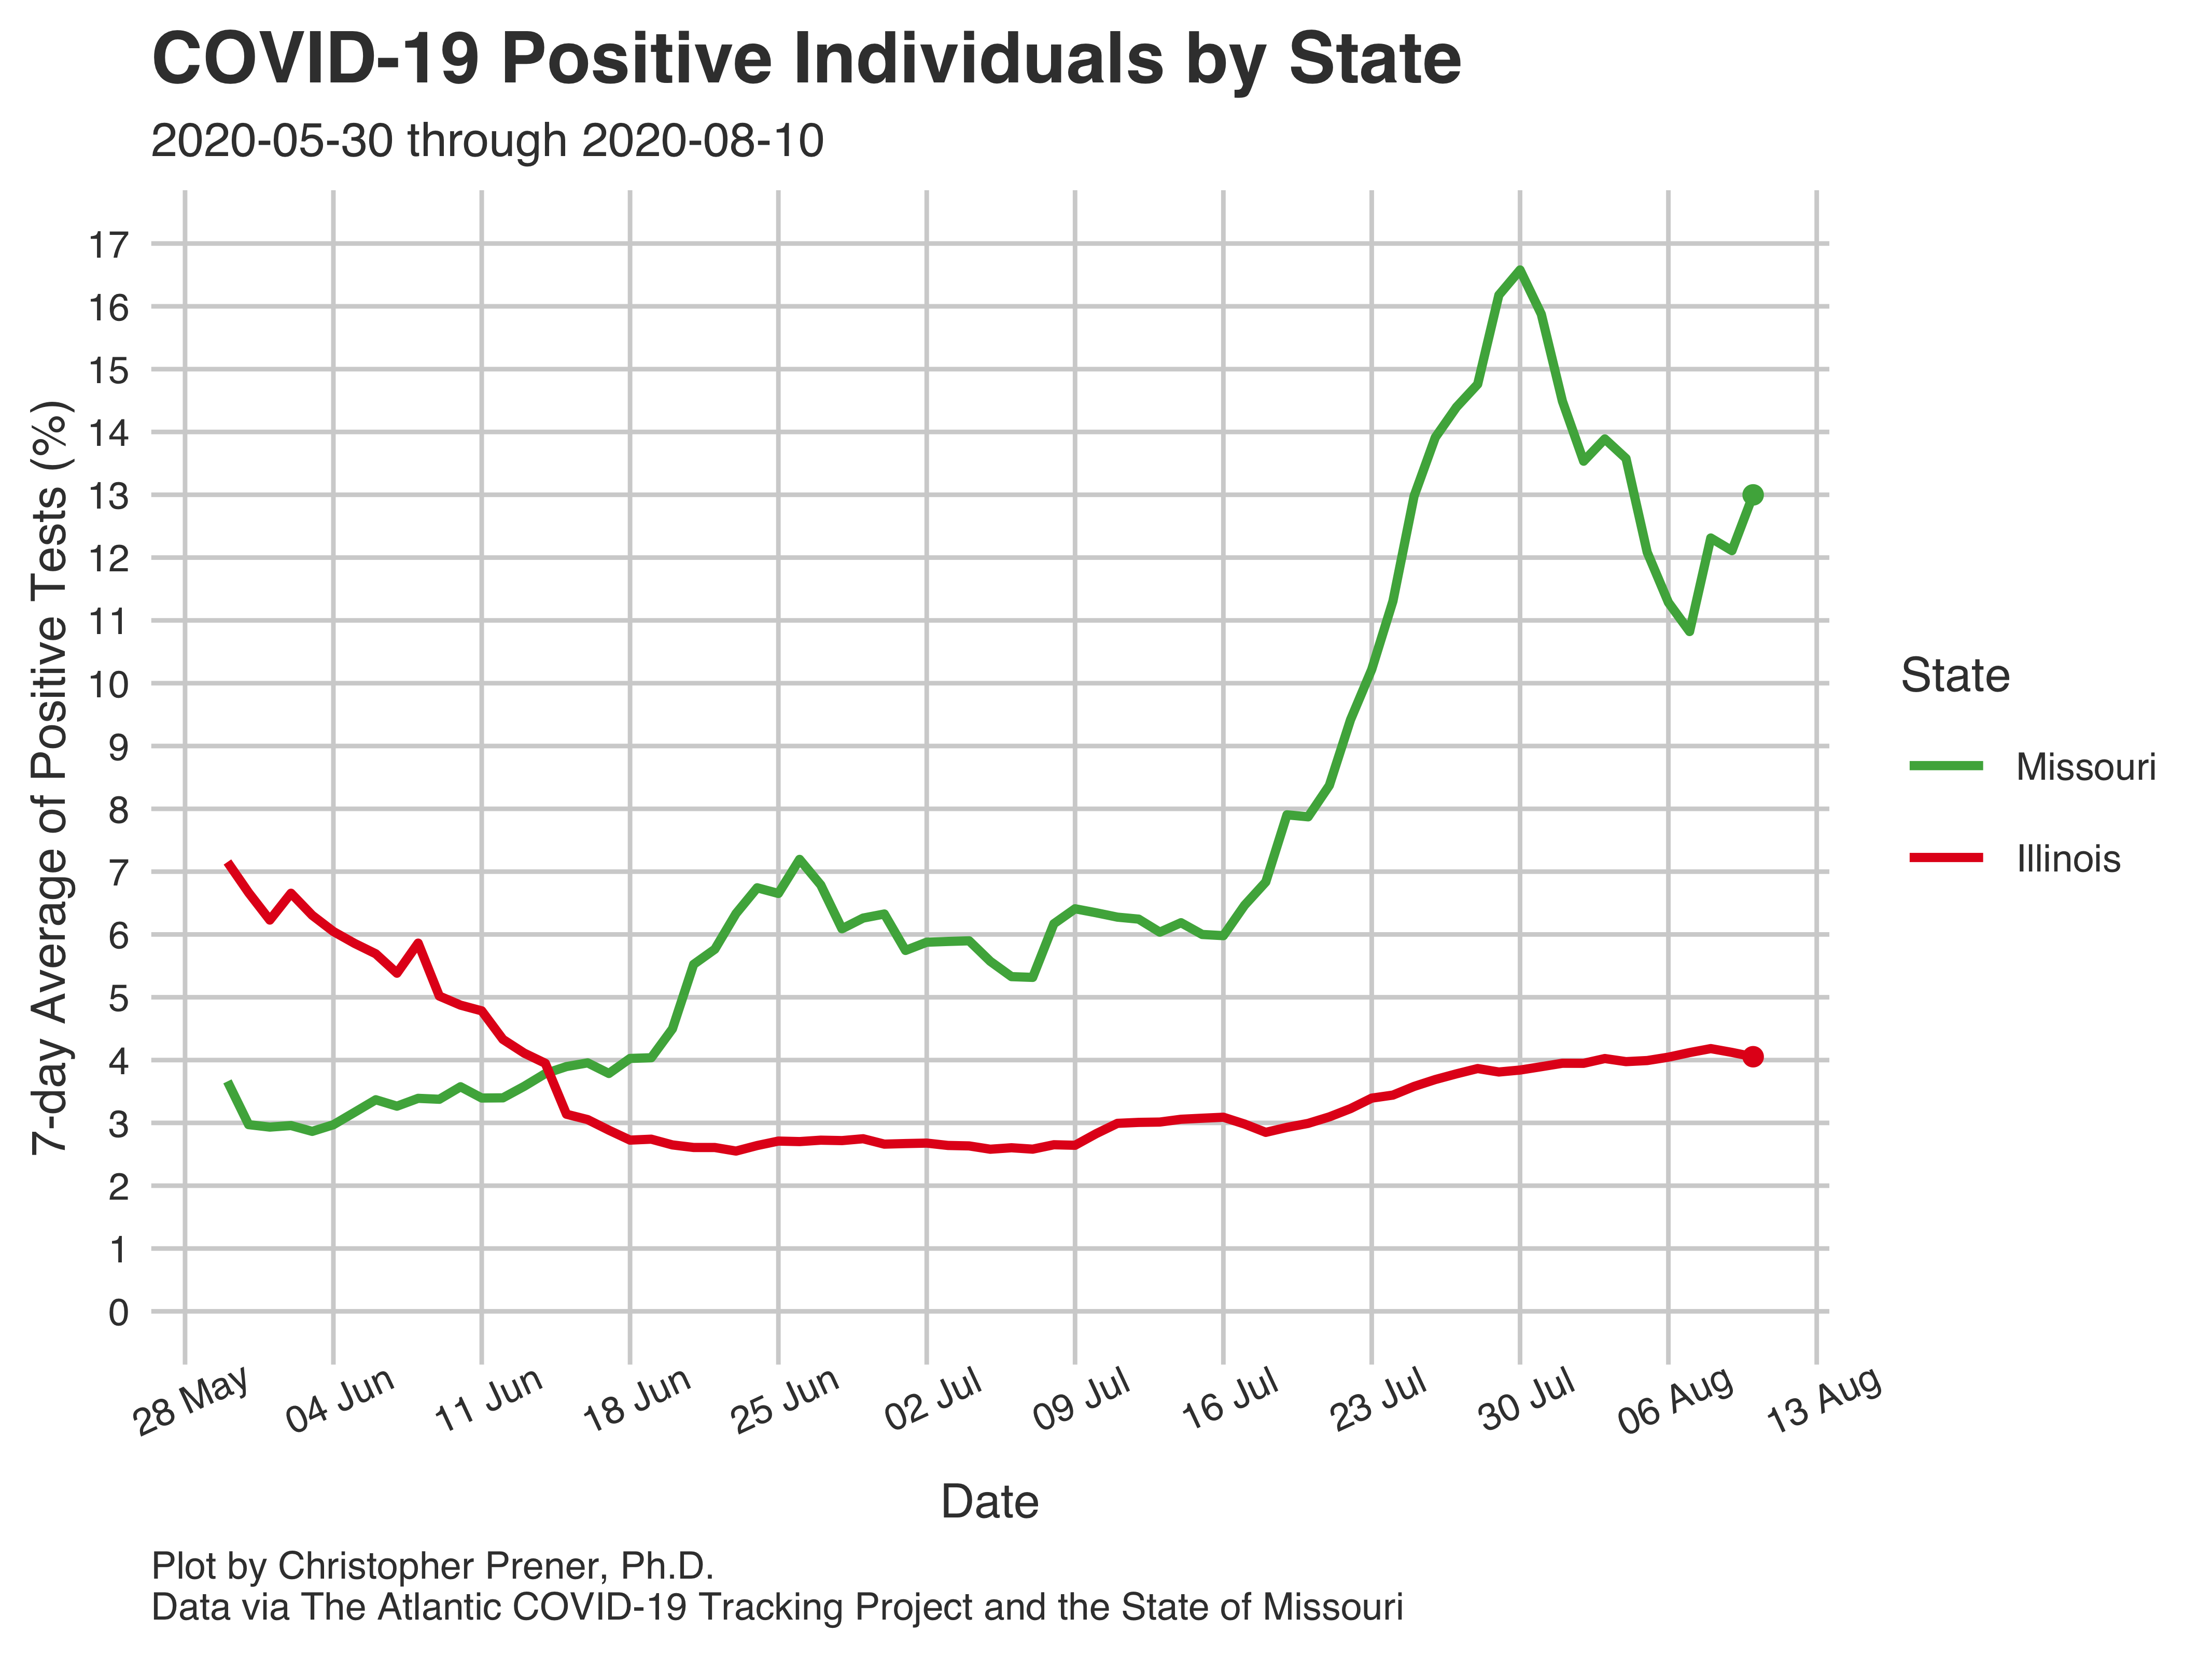 COVID-19 Positive Individuals by State
2020-05-30 through 2020-08-10
7-day Average of Positive Tests (%)
17
16
15
14
13
12
11
10
9
8
7
6
5
4
3
2
1
0
28 May
04 Jun
11 Jun
18 Jun
25 Jun
02 Jul
09 Jul
16 Jul
23 Jul
30 Jul
06 Aug
13 Aug
Date
State
Missouri
Illinois
Plot by Christopher Prener, Ph.D.
Data via The Atlantic COVID-19 Tracking Project and the State of Missouri